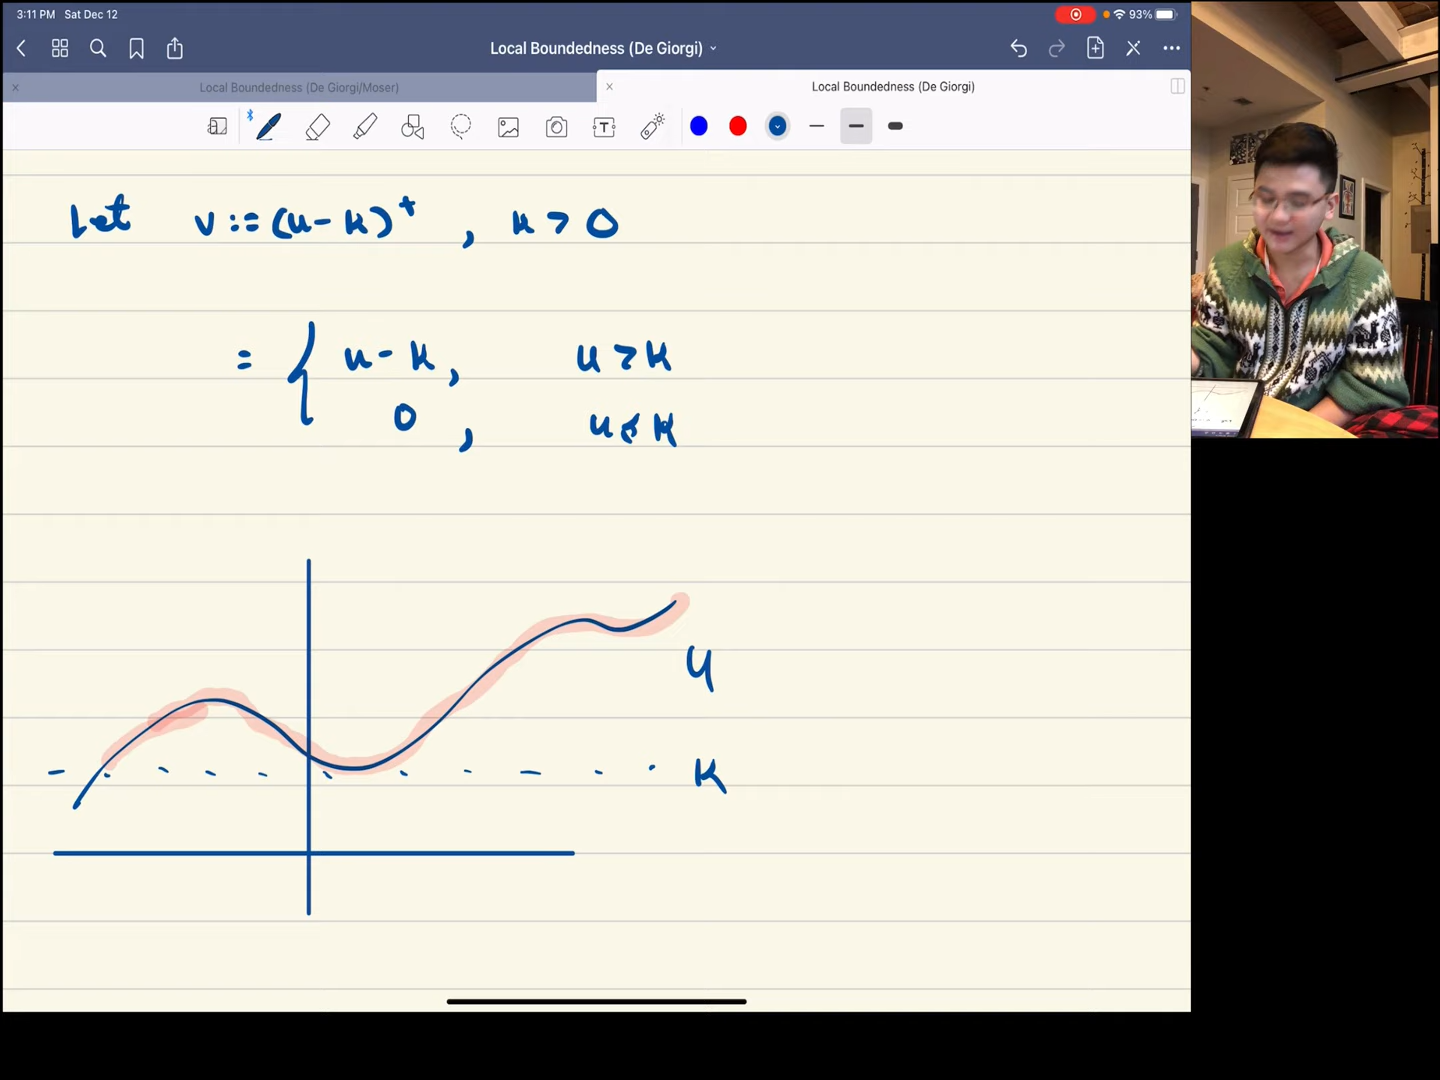 3:11 PM Sat Dec 12
93%
Local Boundedness (De Giorgi)
Local Boundedness (De Giorgi/Moser)
Local Boundedness (De Giorgi)
T
Let v := (u-k)⁺ , k > 0
= { u - k , u > k
0 , u ≤ k
u
k